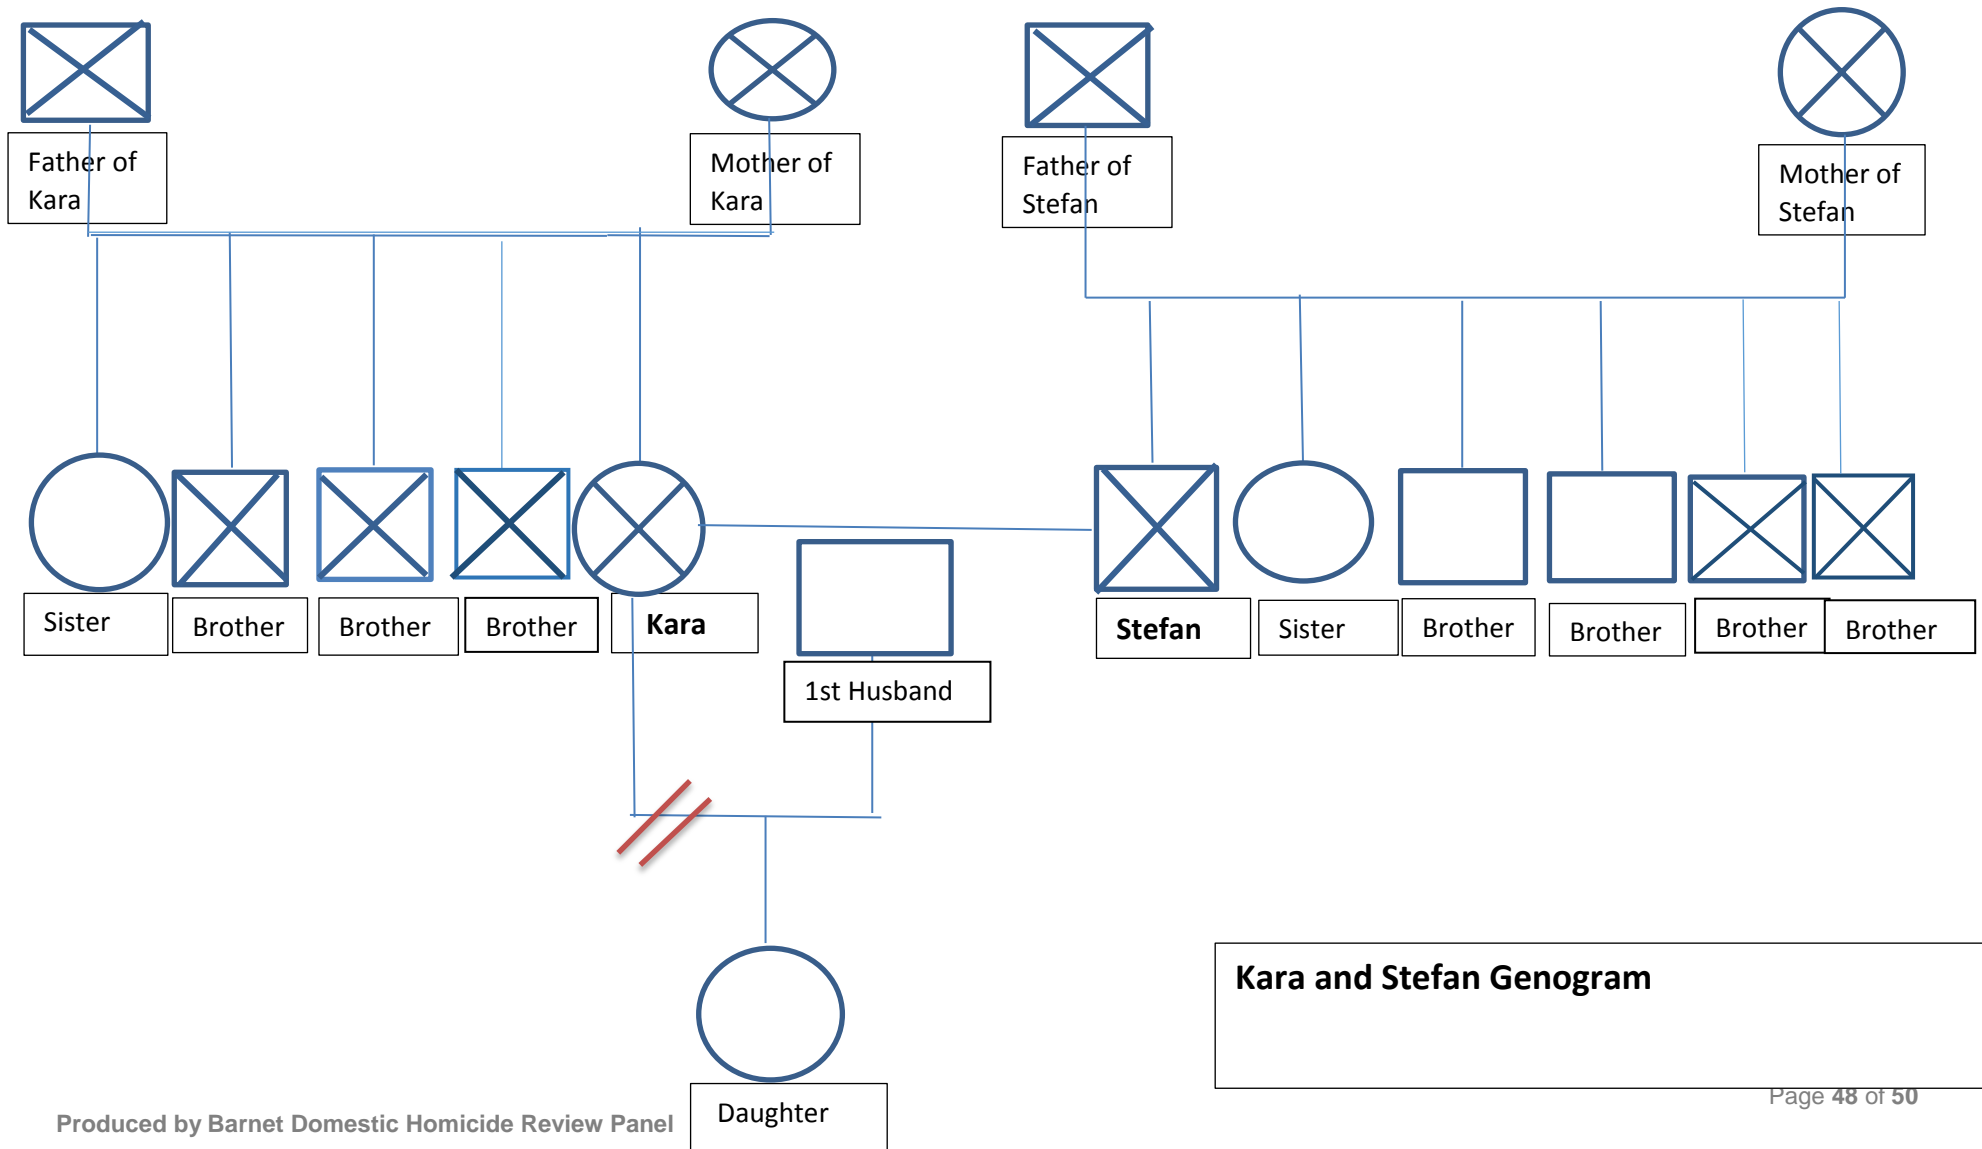 Father of
Kara
Mother of
Kara
Father of
Stefan
Mother of
Stefan
Sister
Brother
Brother
Brother
Kara
1st Husband
Stefan
Sister
Brother
Brother
Brother
Brother
Kara and Stefan Genogram
Daughter
Page 48 of 50
Produced by Barnet Domestic Homicide Review Panel